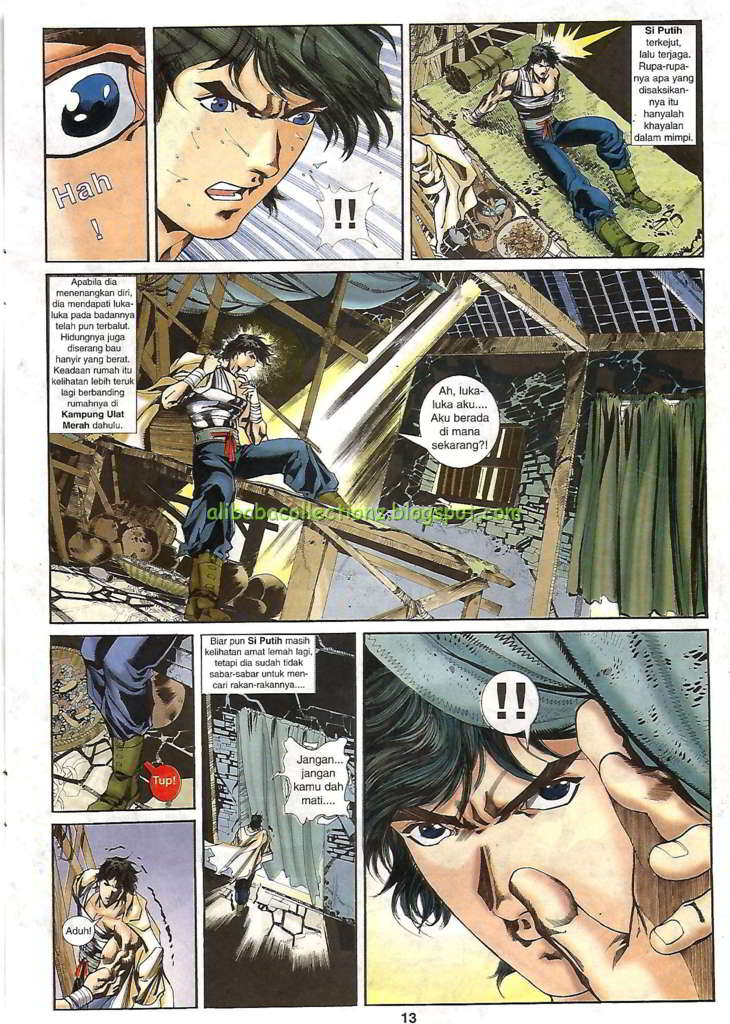 Hah
!
!!
Si Putih
terkejut,
lalu terjaga.
Rupa-rupa-
nya apa yang
disaksikan-
nya itu
hanyalah
khayalan
dalam mimpi.
Apabila dia
menenangkan diri,
dia mendapati luka-
luka pada badannya
telah pun terbalut.
Hidungnya juga
diserang bau
hanyir yang berat.
Keadaan rumah itu
kelihatan lebih teruk
lagi berbanding
rumahnya di
Kampung Ulat
Merah dahulu.
Ah, luka-
luka aku....
Aku berada
di mana
sekarang?!
alibabacollectionz.blogspot.com
Tup!
Aduh!
Biar pun Si Putih masih
kelihatan amat lemah lagi,
tetapi dia sudah tidak
sabar-sabar untuk men-
cari rakan-rakannya....
Jangan...
jangan
kamu dah
mati....
!!
13